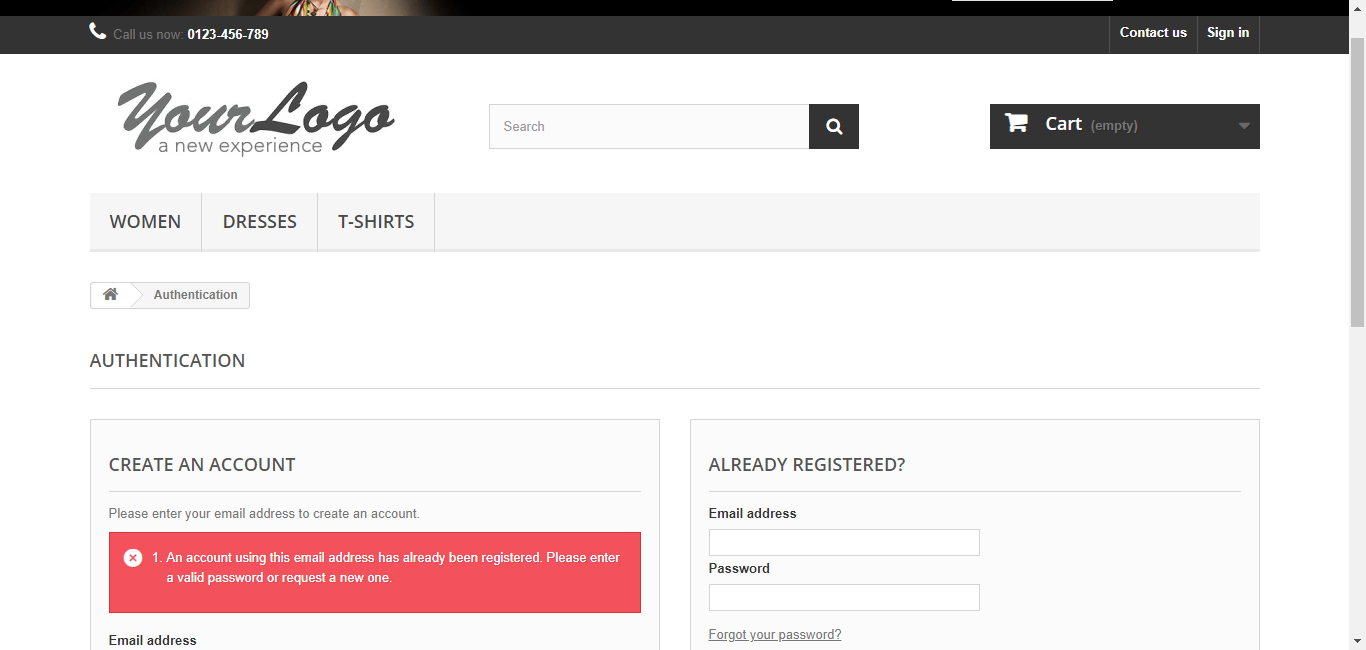 Call us now: 0123-456-789
Contact us
Sign in
Your Logo
a new experience
Search
Cart (empty)
WOMEN
DRESSES
T-SHIRTS
Authentication
AUTHENTICATION
CREATE AN ACCOUNT
Please enter your email address to create an account.
1. An account using this email address has already been registered. Please enter
a valid password or request a new one.
Email address
ALREADY REGISTERED?
Email address
Password
Forgot your password?